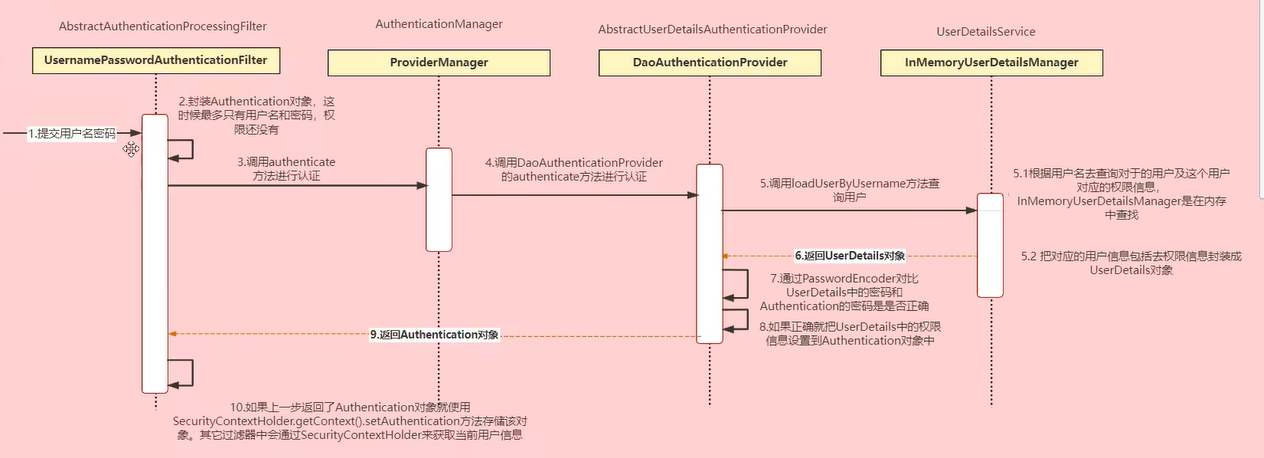 AbstractAuthenticationProcessingFilter
AuthenticationManager
AbstractUserDetailsAuthenticationProvider
UserDetailsService
UsernamePasswordAuthenticationFilter
ProviderManager
DaoAuthenticationProvider
InMemoryUserDetailsManager
1.提交用户名密码
2.封装Authentication对象，这
时候最多只有用户名和密码，权
限还没有
3.调用authenticate
方法进行认证
4.调用DaoAuthenticationProvider
的authenticate方法进行认证
5.调用loadUserByUsername方法查
询用户
5.1根据用户名去查询对于的用户及这个用户
对应的权限信息，
InMemoryUserDetailsManager是在内存
中查找
5.2 把对应的用户信息包括去权限信息封装成
UserDetails对象
6.返回UserDetails对象
7.通过PasswordEncoder对比
UserDetails中的密码和
Authentication的密码是是否正确
8.如果正确就把UserDetails中的权限
信息设置到Authentication对象中
9.返回Authentication对象
10.如果上一步返回了Authentication对象就使用
SecurityContextHolder.getContext().setAuthentication方法存储该对
象。其它过滤器中会通过SecurityContextHolder来获取当前用户信息